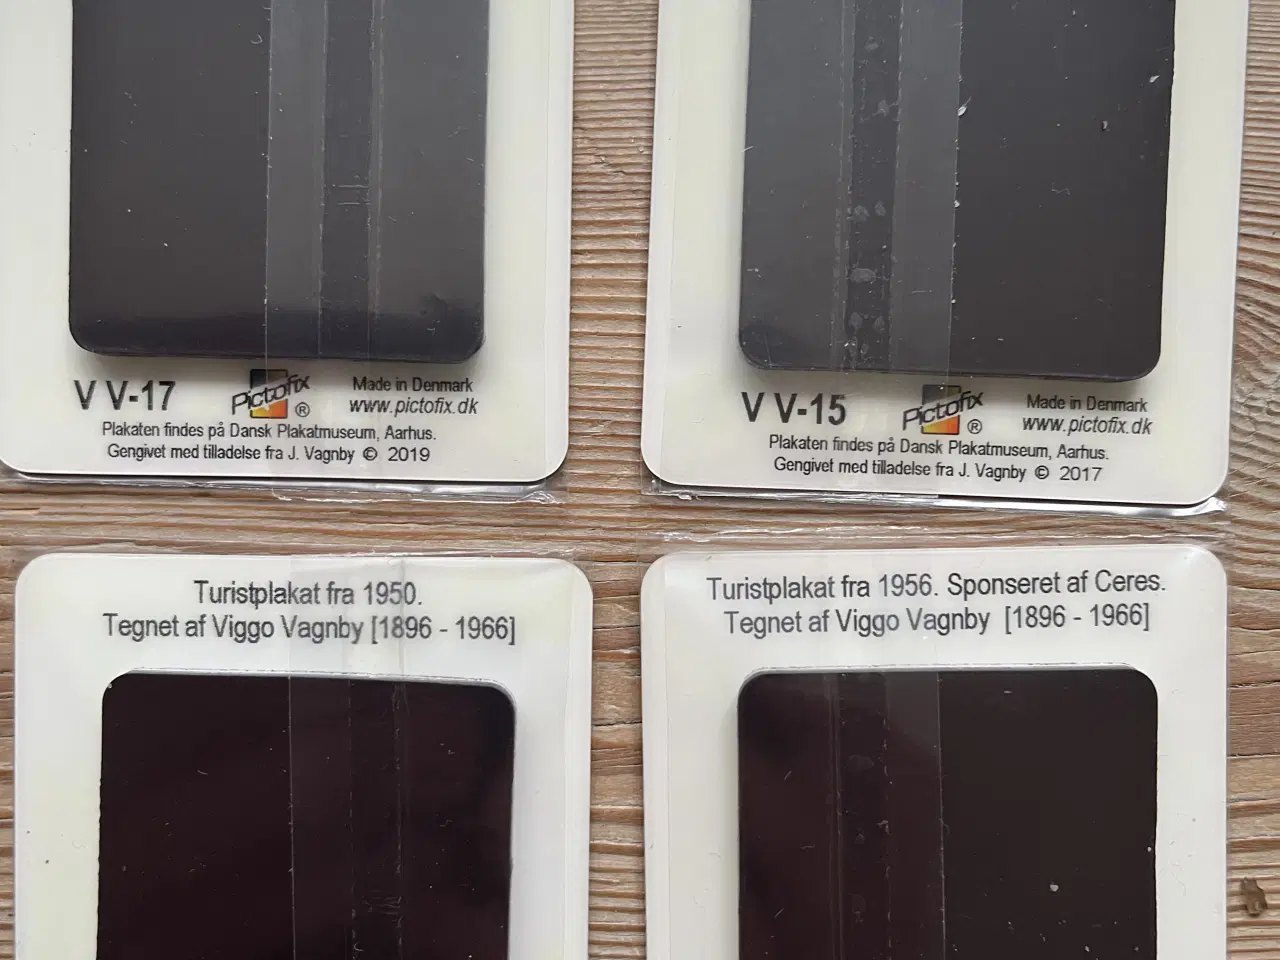 V V-17 Pictofix ® Made in Denmark
www.pictofix.dk
Plakaten findes på Dansk Plakatmuseum, Aarhus.
Gengivet med tilladelse fra J. Vagnby © 2019
V V-15 Pictofix ® Made in Denmark
www.pictofix.dk
Plakaten findes på Dansk Plakatmuseum, Aarhus.
Gengivet med tilladelse fra J. Vagnby © 2017
Turistplakat fra 1950.
Tegnet af Viggo Vagnby [1896 - 1966]
Turistplakat fra 1956. Sponseret af Ceres.
Tegnet af Viggo Vagnby [1896 - 1966]